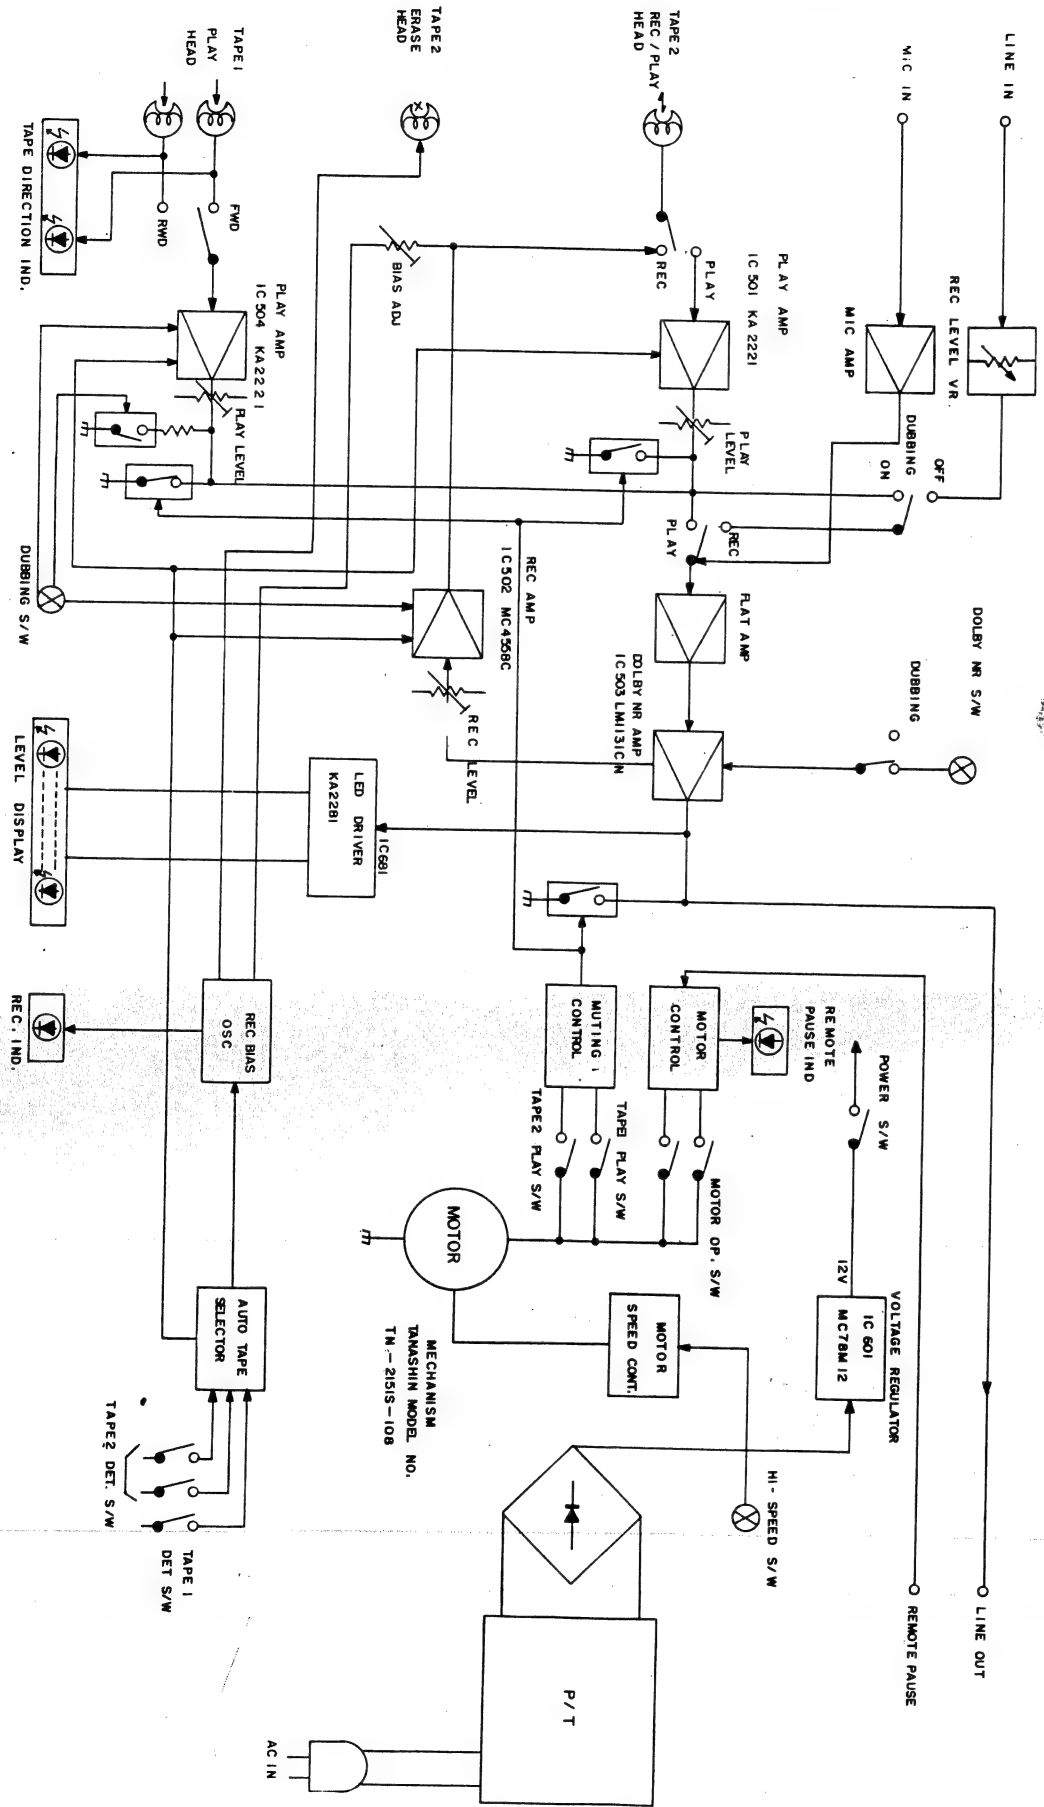 LINE IN
MIC IN
TAPE 2
REC / PLAY
HEAD
TAPE 2
ERASE
HEAD
TAPE 1
PLAY
HEAD
TAPE DIRECTION IND.
FWD
RWD
REC LEVEL VR
MIC AMP
PLAY AMP
IC 501 KA 2221
PLAY
REC
BIAS ADJ
PLAY AMP
IC 504 KA2221
PLAY LEVEL
PLAY
LEVEL
DUBBING
OFF
ON
REC
PLAY
FLAT AMP
REC AMP
IC502 MC4558C
DUBBING S/W
DOLBY NR S/W
DUBBING
DOLBY NR AMP
IC 503 LM1131CN
REC LEVEL
LED DRIVER
KA2281
IC681
LEVEL DISPLAY
REC. IND.
REC BIAS
OSC
MUTING
CONTROL
MOTOR
CONTROL
REMOTE
PAUSE IND
POWER S/W
TAPE2 PLAY S/W
TAPE1 PLAY S/W
MOTOR OP. S/W
MOTOR
12V
VOLTAGE REGULATOR
IC 601
MC78M12
MOTOR
SPEED CONT.
MECHANISM
TANASHIN MODEL NO.
TN-2151S-108
AUTO TAPE
SELECTOR
TAPE2 DET. S/W
TAPE 1
DET S/W
HI-SPEED S/W
REMOTE PAUSE
LINE OUT
P/T
AC IN